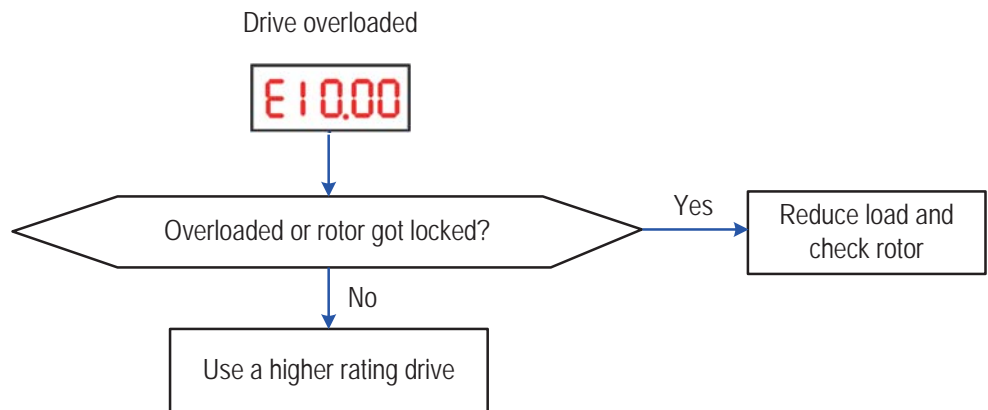 Drive overloaded
E10.00
Overloaded or rotor got locked?
Yes
Reduce load and
check rotor
No
Use a higher rating drive